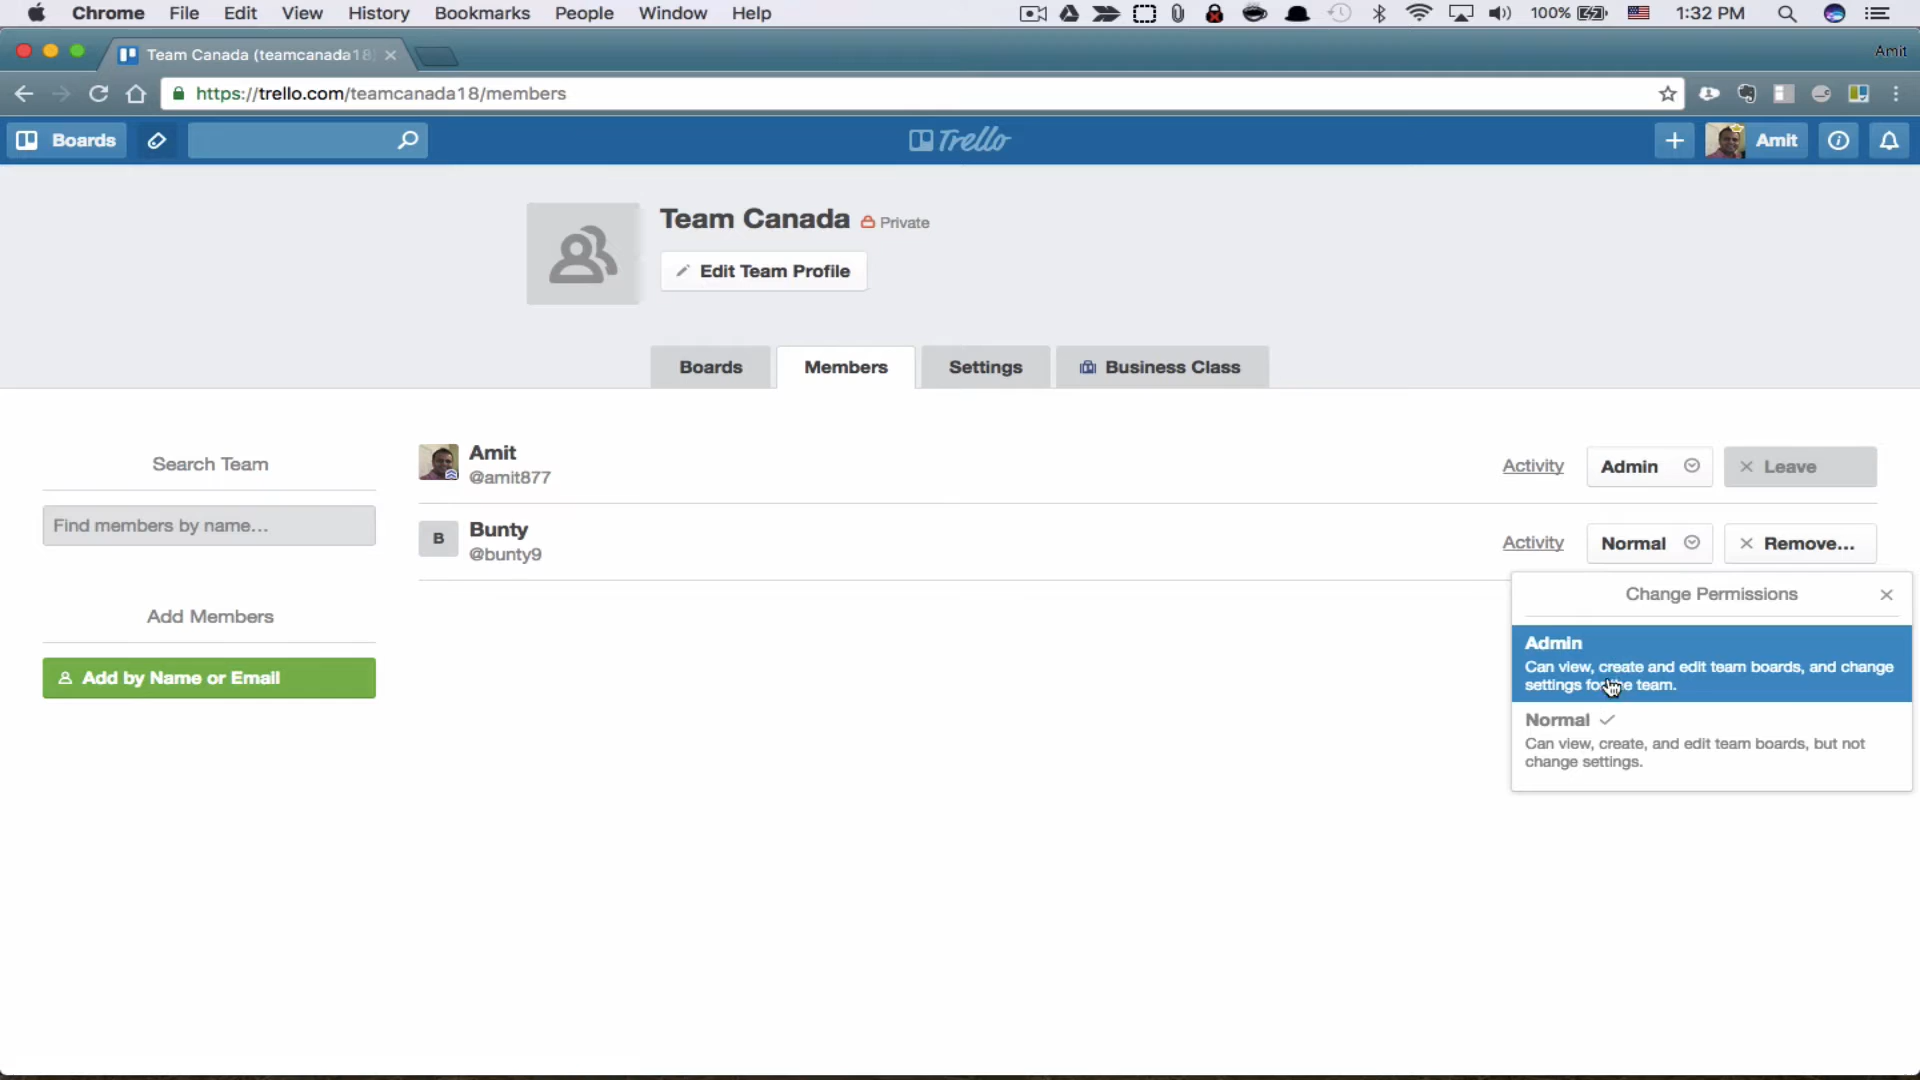 Chrome File Edit View History Bookmarks People Window Help 100% 1:32 PM
Team Canada (teamcanada18 Amit
https://trello.com/teamcanada18/members
Boards Trello Amit
Team Canada Private
Edit Team Profile
Boards Members Settings Business Class
Search Team
Find members by name...
Add Members
Add by Name or Email
Amit
@amit877
Activity Admin Leave
B
Bunty
@bunty9
Activity Normal Remove...
Change Permissions
Admin
Can view, create and edit team boards, and change
settings for the team.
Normal
Can view, create, and edit team boards, but not
change settings.